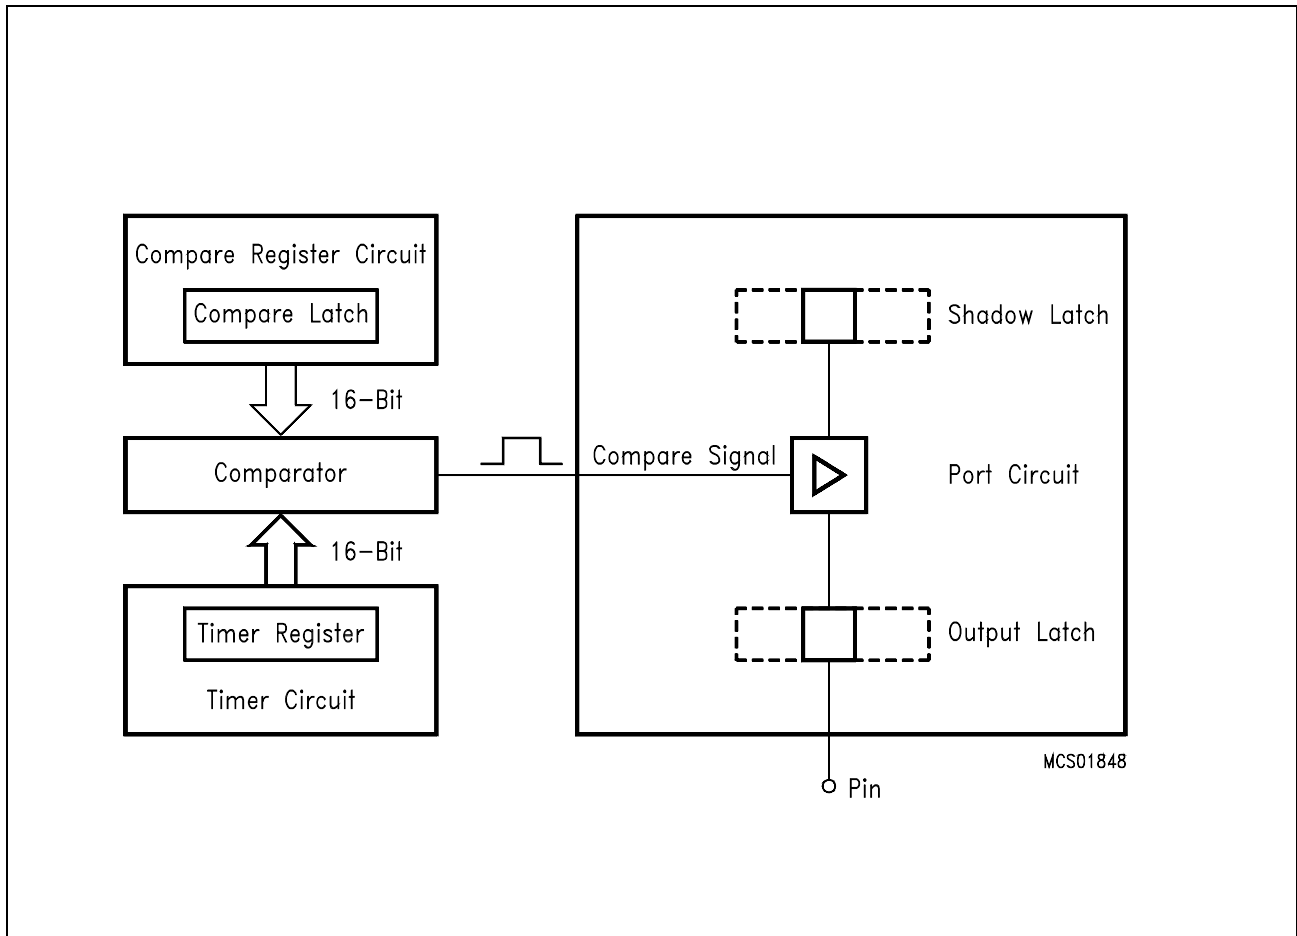 Compare Register Circuit
Compare Latch
16-Bit
Comparator
16-Bit
Timer Register
Timer Circuit
Compare Signal
Shadow Latch
Port Circuit
Output Latch
MCS01848
Pin